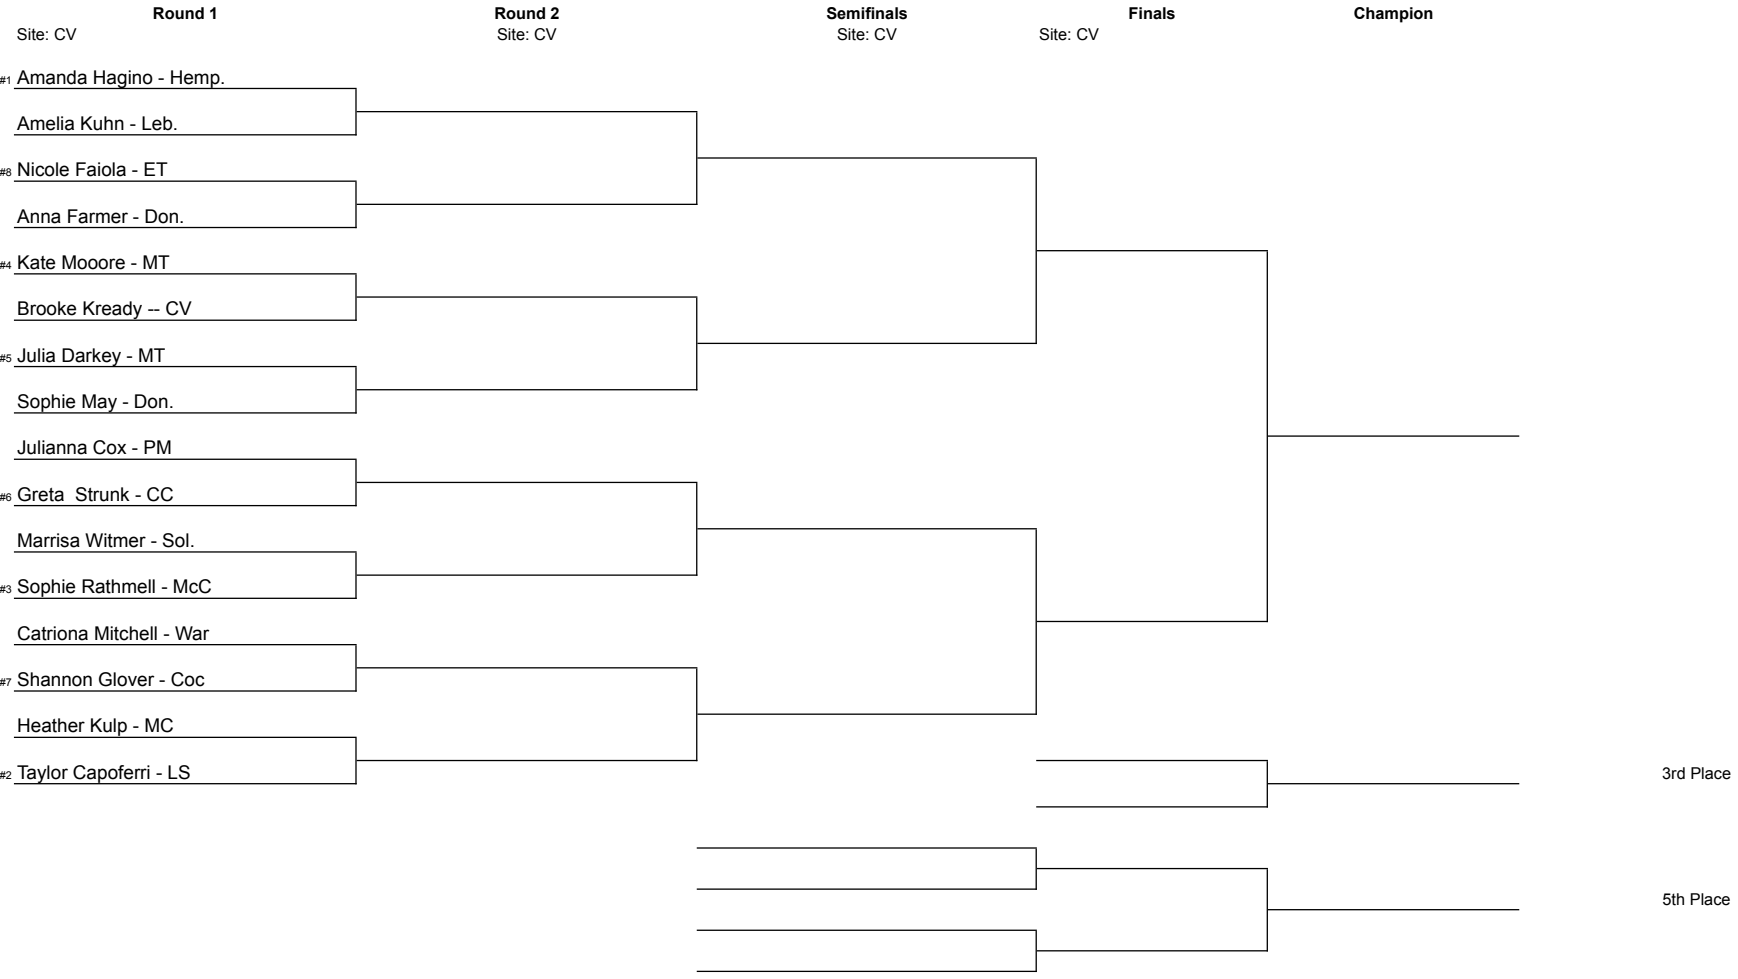 Round 1 Round 2 Semifinals Finals Champion
Site: CV Site: CV Site: CV Site: CV
#1 Amanda Hagino - Hemp.
Amelia Kuhn - Leb.
#8 Nicole Faiola - ET
Anna Farmer - Don.
#4 Kate Mooore - MT
Brooke Kready -- CV
#5 Julia Darkey - MT
Sophie May - Don.
Julianna Cox - PM
#6 Greta  Strunk - CC
Marrisa Witmer - Sol.
#3 Sophie Rathmell - McC
Catriona Mitchell - War
#7 Shannon Glover - Coc
Heather Kulp - MC
#2 Taylor Capoferri - LS
3rd Place
5th Place